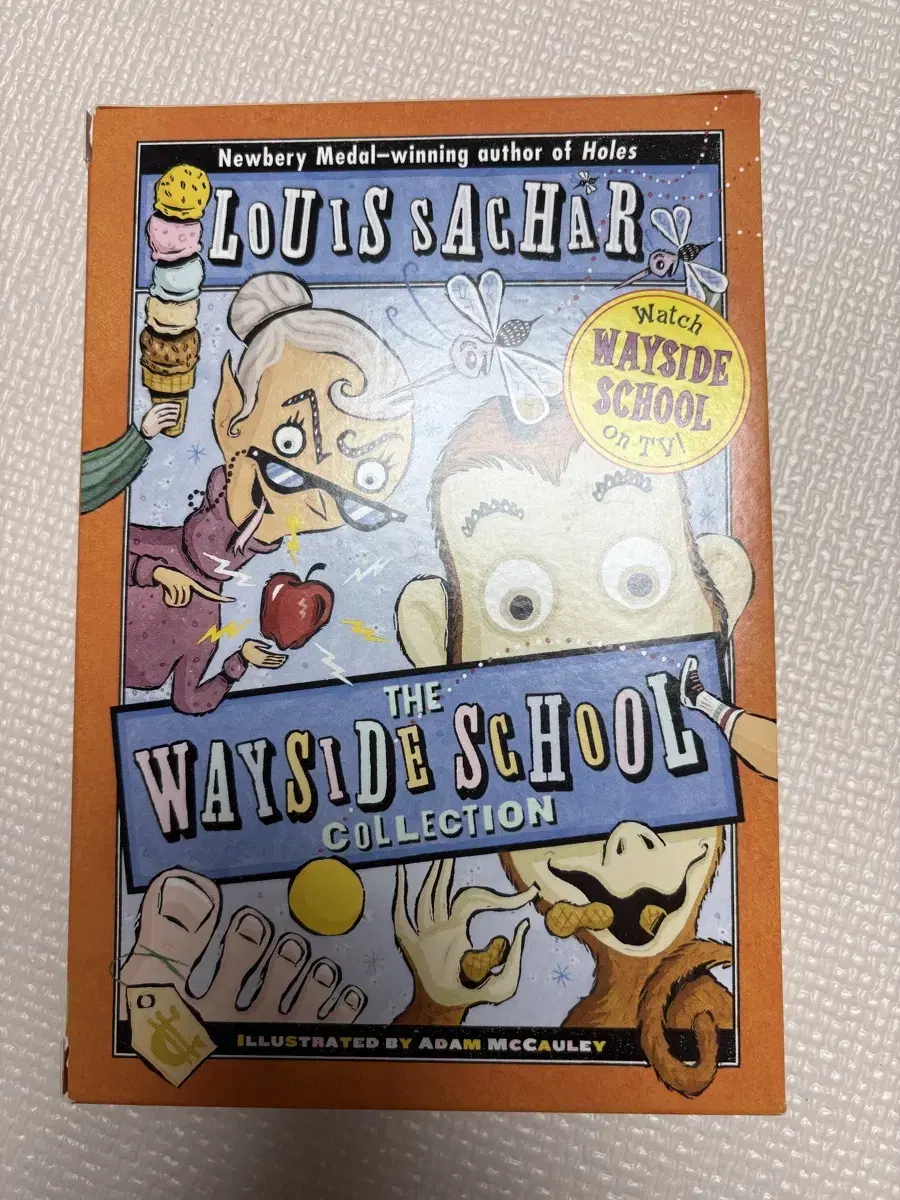 Newbery Medal–winning author of Holes
LOUIS SACHAR
Watch
WAYSIDE
SCHOOL
on TV!
THE
WAYSIDE SCHOOL
COLLECTION
ILLUSTRATED BY ADAM MCCAULEY